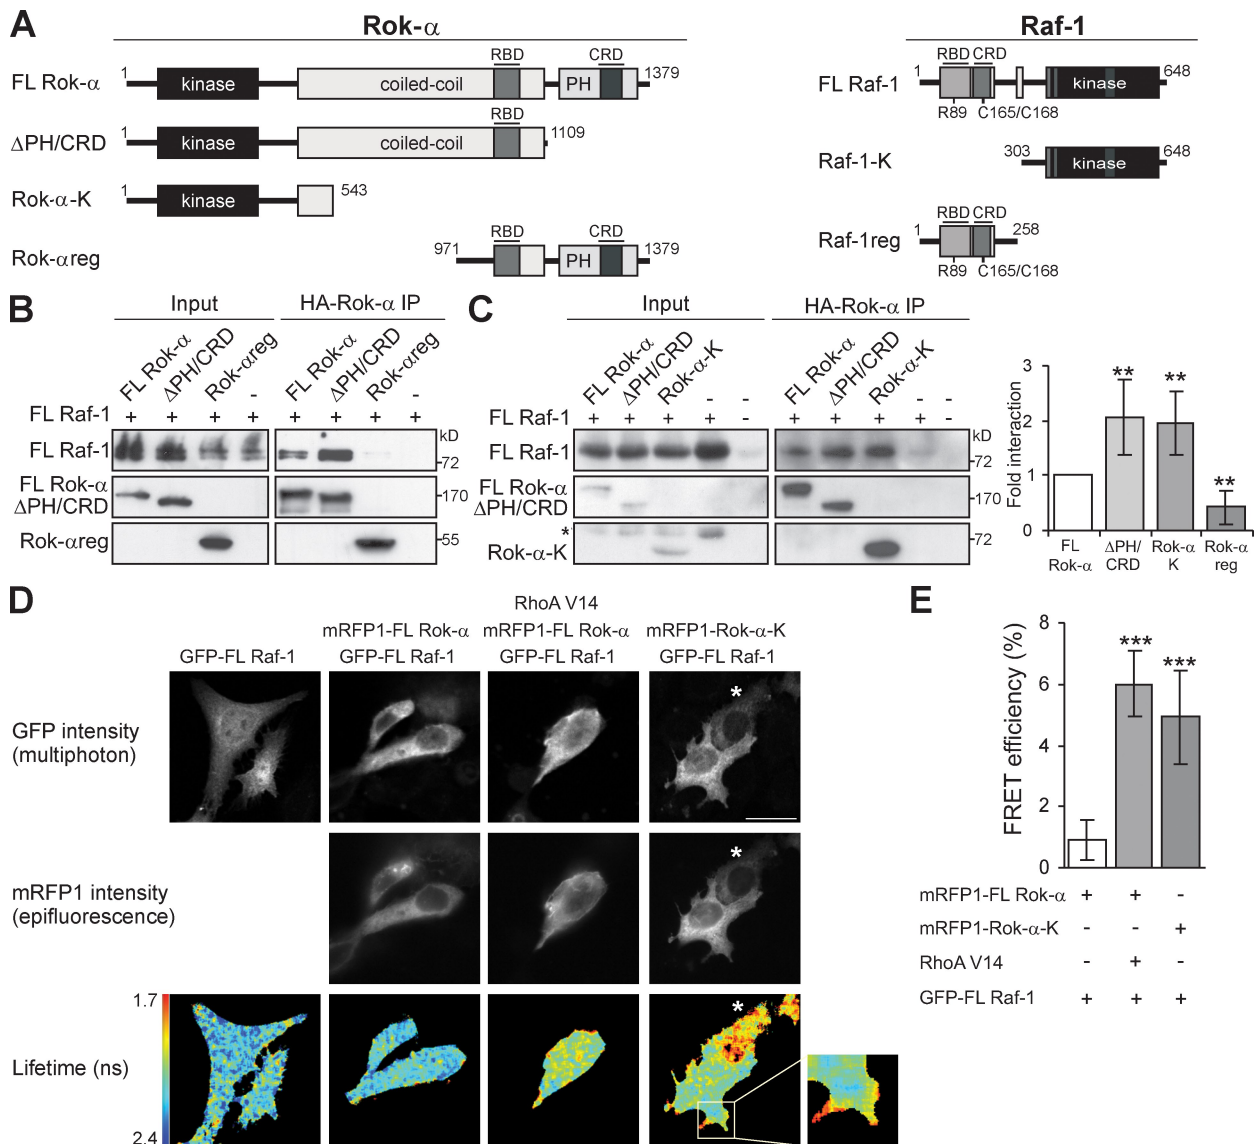 A
Rok-α
Raf-1
FL Rok-α
1
kinase
coiled-coil
RBD
PH
CRD
1379
ΔPH/CRD
1
kinase
coiled-coil
RBD
1109
Rok-α-K
1
kinase
543
Rok-αreg
971
RBD
PH
CRD
1379
FL Raf-1
1
RBD
CRD
R89
C165/C168
kinase
648
Raf-1-K
303
kinase
648
Raf-1reg
1
RBD
CRD
258
R89
C165/C168
B
Input
HA-Rok-α IP
FL Rok-α
ΔPH/CRD
Rok-αreg
-
FL Rok-α
ΔPH/CRD
Rok-αreg
-
FL Raf-1 + + + + + + + +
FL Raf-1
kD
72
FL Rok-α
ΔPH/CRD
170
Rok-αreg
55
C
Input
HA-Rok-α IP
FL Rok-α
ΔPH/CRD
Rok-α-K
-
-
FL Rok-α
ΔPH/CRD
Rok-α-K
-
-
FL Raf-1 + + + + - + + + + -
FL Raf-1
kD
72
FL Rok-α
ΔPH/CRD
170
*
Rok-α-K
72
Fold interaction
3
2
1
0
**
**
**
FL
Rok-α
ΔPH/
CRD
Rok-α
K
Rok-α
reg
D
GFP-FL Raf-1
mRFP1-FL Rok-α
GFP-FL Raf-1
RhoA V14
mRFP1-FL Rok-α
GFP-FL Raf-1
mRFP1-Rok-α-K
GFP-FL Raf-1
GFP intensity
(multiphoton)
*
mRFP1 intensity
(epifluorescence)
*
Lifetime (ns)
1.7
2.4
*
E
FRET efficiency (%)
8
6
4
2
0
***
***
mRFP1-FL Rok-α + + -
mRFP1-Rok-α-K - - +
RhoA V14 - + -
GFP-FL Raf-1 + + +